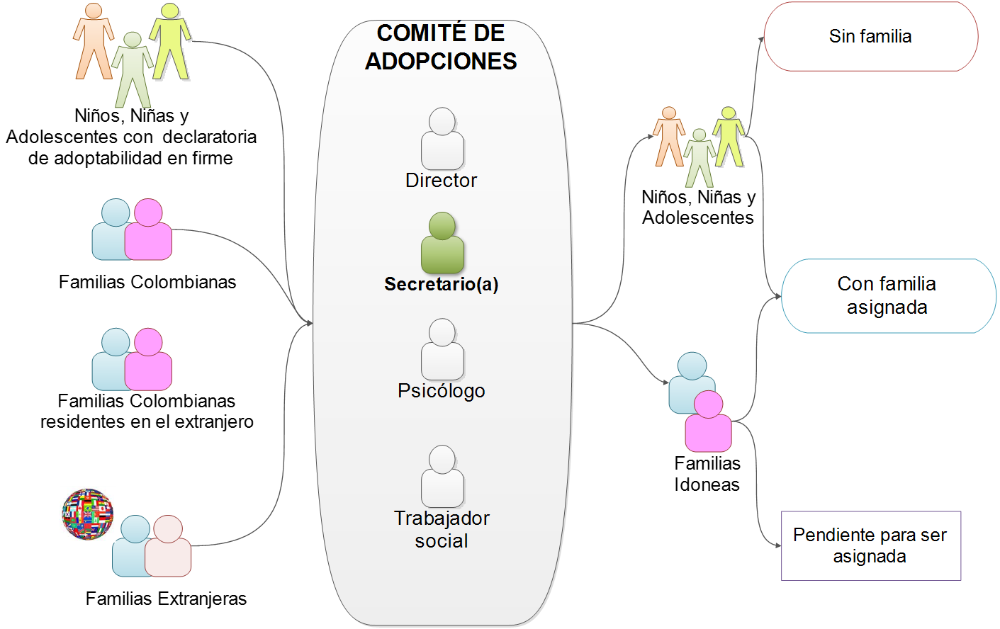 Niños, Niñas y
Adolescentes con declaratoria
de adoptabilidad en firme
Familias Colombianas
Familias Colombianas
residentes en el extranjero
Familias Extranjeras
COMITÉ DE
ADOPCIONES
Director
Secretario(a)
Psicólogo
Trabajador
social
Niños, Niñas y
Adolescentes
Familias
Idoneas
Sin familia
Con familia
asignada
Pendiente para ser
asignada